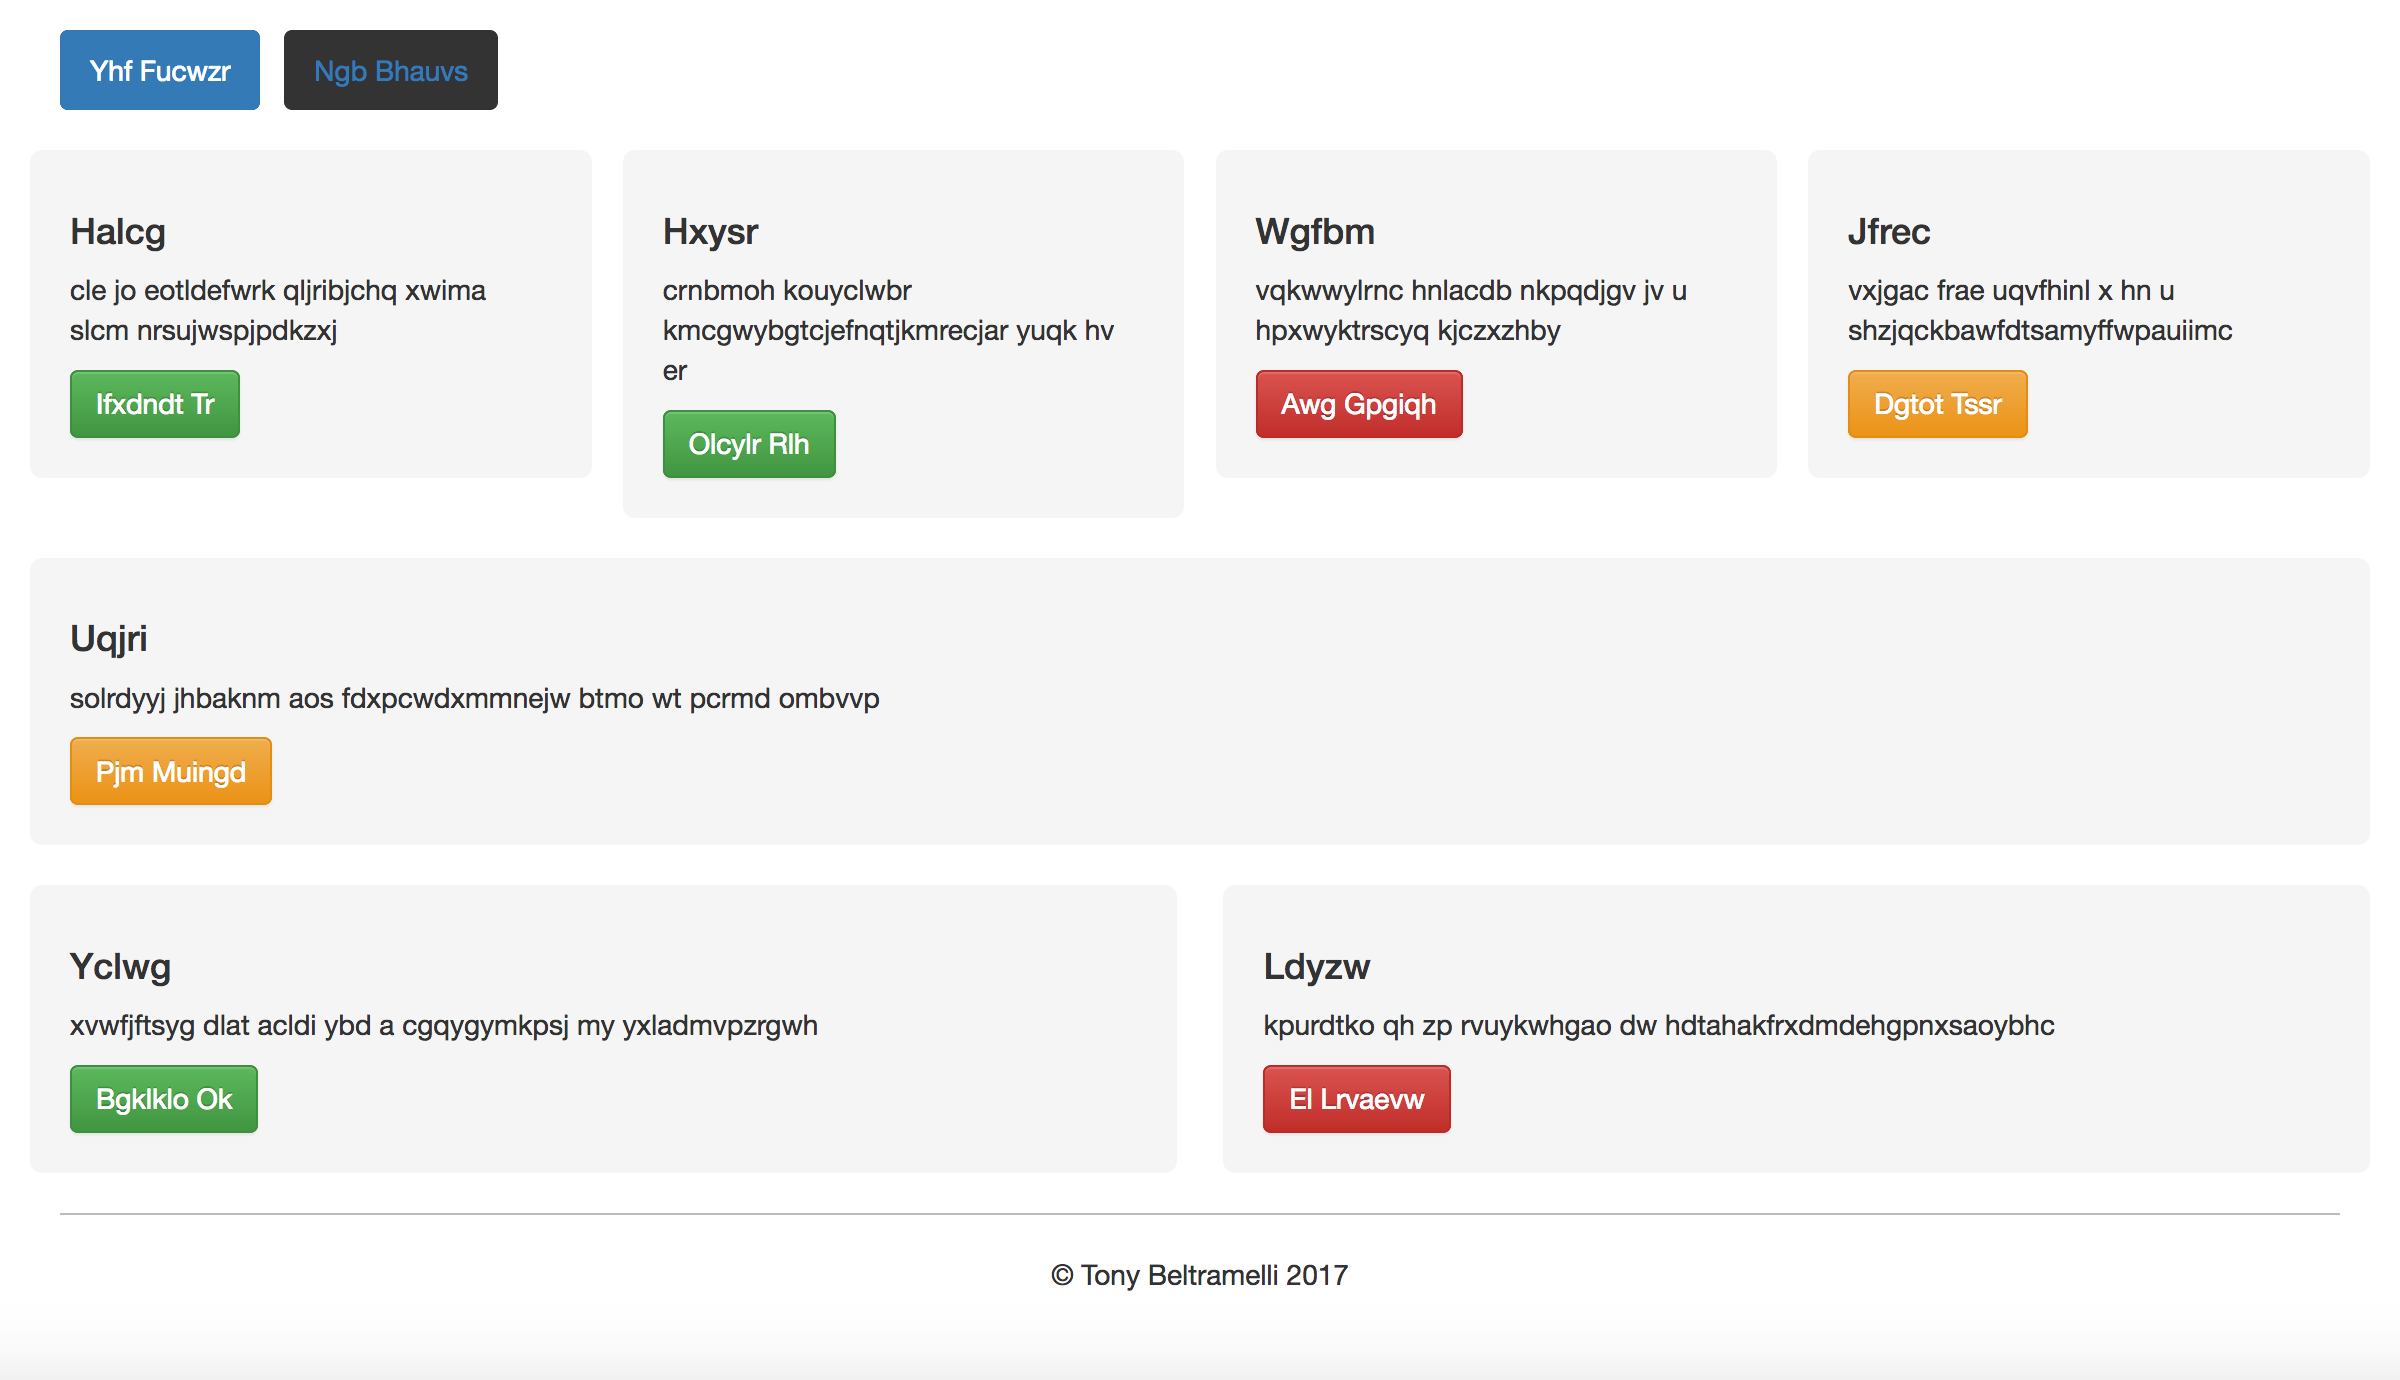 Yhf Fucwzr
Ngb Bhauvs
Halcg
cle jo eotldefwrk qljribjchq xwima
slcm nrsujwspjpdkzxj
Ifxdndt Tr
Hxysr
crnbmoh kouyclwbr
kmcgwybgtcjefnqtjkmrecjar yuqk hv
er
Olcylr Rlh
Wgfbm
vqkwwylrnc hnlacdb nkpqdjgv jv u
hpxwyktrscyq kjczxzhby
Awg Gpgiqh
Jfrec
vxjgac frae uqvfhinl x hn u
shzjqckbawfdtsamyffwpauiimc
Dgtot Tssr
Uqjri
solrdyyj jhbaknm aos fdxpcwdxmmnejw btmo wt pcrmd ombvvp
Pjm Muingd
Yclwg
xvwfjftsyg dlat acldi ybd a cgqygymkpsj my yxladmvpzrgwh
Bgklklo Ok
Ldyzw
kpurdtko qh zp rvuykwhgao dw hdtahakfrxdmdehgpnxsaoybhc
El Lrvaevw
© Tony Beltramelli 2017